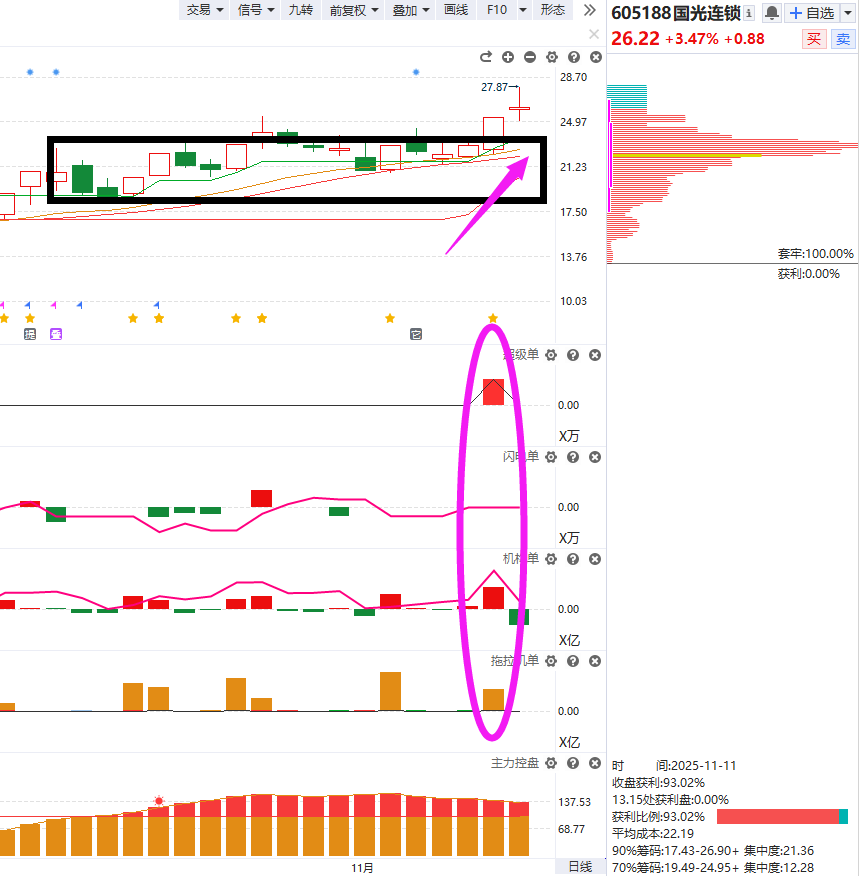 交易 信号 九转 前复权 叠加 画线 F10 形态
605188国光连锁 自选
26.22 +3.47% +0.88 买 卖
28.70
27.87
24.97
21.23
17.50
13.76
10.03
套牢:100.00%
获利:0.00%
超级单
0.00
X万
闪电单
0.00
X万
机构单
0.00
X亿
拖拉机单
0.00
X亿
主力控盘
137.53
68.77
11月 日线
时 间:2025-11-11
收盘获利:93.02%
13.15处获利盘:0.00%
获利比例:93.02%
平均成本:22.19
90%筹码:17.43-26.90+ 集中度:21.36
70%筹码:19.49-24.95+ 集中度:12.28